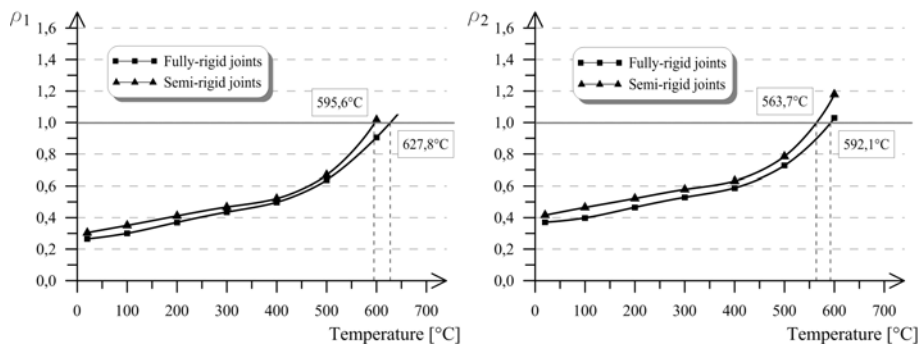 ρ1
1,6
1,4
1,2
1,0
0,8
0,6
0,4
0,2
0,0
Fully-rigid joints
Semi-rigid joints
595,6°C
627,8°C
0 100 200 300 400 500 600 700
Temperature [°C]
ρ2
1,6
1,4
1,2
1,0
0,8
0,6
0,4
0,2
0,0
Fully-rigid joints
Semi-rigid joints
563,7°C
592,1°C
0 100 200 300 400 500 600 700
Temperature [°C]